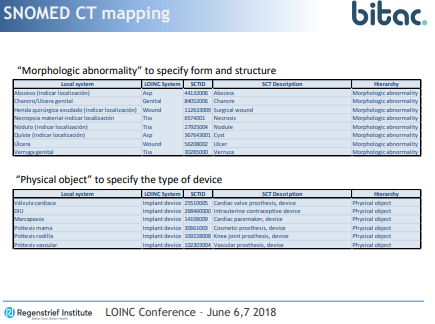 SNOMED CT mapping
bitac.
“Morphologic abnormality” to specify form and structure
Local system LOINC System SCTID SCT Description Hierarchy
Absceso (indicar localización) Asp 44132006 Abscess Morphologic abnormality
Chancro/Ulcera genital Genital 84052006 Chancre Morphologic abnormality
Herida quirúrgica exudado (indicar localización) Wound 112633009 Surgical wound Morphologic abnormality
Necropsia material-indicar localización Tiss 6574001 Necrosis Morphologic abnormality
Nódulo (indicar localización) Tiss 27925004 Nodule Morphologic abnormality
Quiste (indicar localización) Asp 367643001 Cyst Morphologic abnormality
Úlcera Wound 56208002 Ulcer Morphologic abnormality
Verruga genital Tiss 30285000 Verruca Morphologic abnormality
“Physical object” to specify the type of device
Local system LOINC System SCTID SCT Description Hierarchy
Válvula cardiaca Implant device 25510005 Cardiac valve prosthesis, device Physical object
DIU Implant device 268460000 Intrauterine contraceptive device Physical object
Marcapasos Implant device 14106009 Cardiac pacemaker, device Physical object
Prótesis mama Implant device Cosmetic prosthesis, device Physical object
Prótesis rodilla Implant device 109228008 Knee joint prosthesis, device Physical object
Prótesis vascular Implant device 102303004 Vascular prosthesis, device Physical object
Regenstrief Institute
LOINC Conference - June 6,7 2018